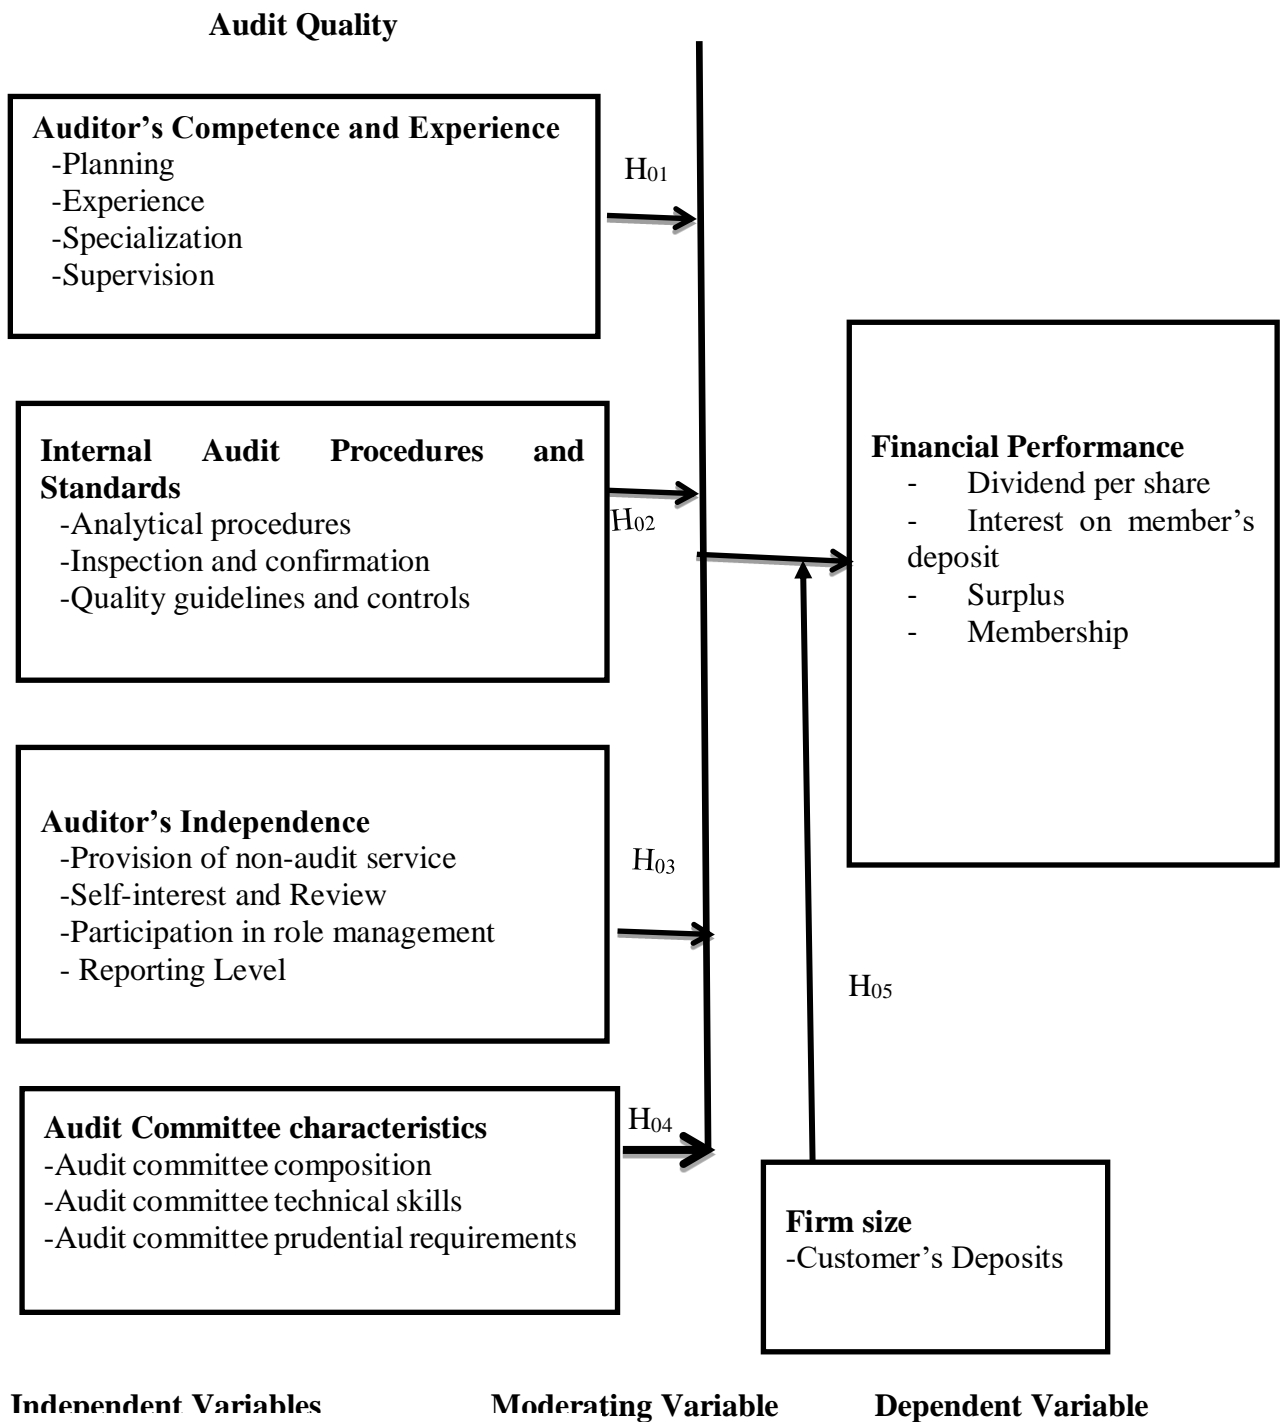 Audit Quality
Auditor’s Competence and Experience
-Planning
-Experience
-Specialization
-Supervision
H01
Internal Audit Procedures and
Standards
-Analytical procedures
-Inspection and confirmation
-Quality guidelines and controls
H02
Financial Performance
- Dividend per share
- Interest on member’s
deposit
- Surplus
- Membership
Auditor’s Independence
-Provision of non-audit service
-Self-interest and Review
-Participation in role management
- Reporting Level
H03
H05
Audit Committee characteristics
-Audit committee composition
-Audit committee technical skills
-Audit committee prudential requirements
H04
Firm size
-Customer’s Deposits
Independent Variables
Moderating Variable
Dependent Variable